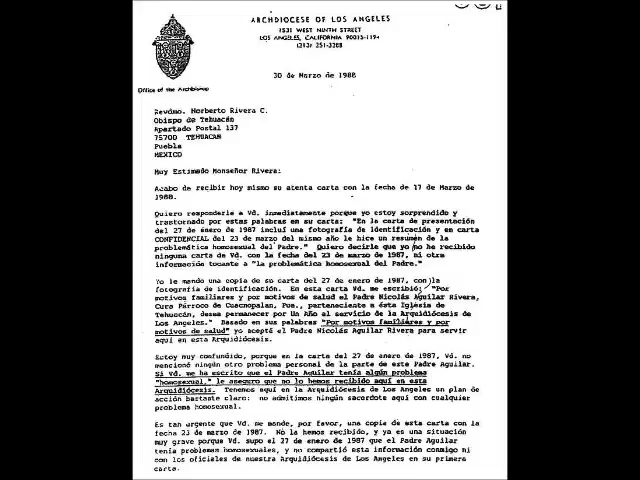 ARCHDIOCESE OF LOS ANGELES
1531 WEST NINTH STREET
LOS ANGELES, CALIFORNIA 90015-1194
(213) 251-3288
Office of the Archbishop
30 de Marzo de 1988
Revdmo. Norberto Rivera C.
Obispo de Tehuacán
Apartado Postal 137
75700 TEHUACAN
Puebla
MEXICO
Muy Estimado Monseñor Rivera:
Acabo de recibir hoy mismo su atenta carta con la fecha de 17 de Marzo de
1988.
Quiero responderle a Vd. inmediatamente porque yo estoy sorprendido y
trastornado por estas palabras en su carta: "En la carta de presentación
del 27 de enero de 1987 incluí una fotografía de identificación y en carta
CONFIDENCIAL del 23 de marzo del mismo año le hice un resumen de la
problemática homosexual del Padre." Quiero decirle que yo no he recibido
ninguna carta de Vd. con la fecha del 23 de marzo de 1987, ni otra
información tocante a "la problemática homosexual del Padre."
Yo le mando una copia de su carta del 27 de enero de 1987, con la
fotografía de identificación. En esta carta Vd. me escribió: "Por
motivos familiares y por motivos de salud el Padre Nicolás Aguilar Rivera,
Cura Párroco de Cuacnopalan, Pue., perteneciente a ésta Iglesia de
Tehuacán, desea permanecer por Un Año al servicio de la Arquidiócesis de
Los Angeles." Basado en sus palabras "Por motivos familiares y por
motivos de salud" yo acepté el Padre Nicolás Aguilar Rivera para servir
aquí en esta Arquidiócesis.
Estoy muy confundido, porque en la carta del 27 de enero de 1987, Vd. no
mencionó ningún otro problema personal de la parte de este Padre Aguilar.
Si Vd. me ha escrito que el Padre Aguilar tenía algún problema
"homosexual," le aseguro que no lo hemos recibido aquí en esta
Arquidiócesis. Tenemos aquí en la Arquidiócesis de Los Angeles un plan de
acción bastante claro: no admitimos ningún sacerdote aquí con cualquier
problema homosexual.
Es tan urgente que Vd. me mande, por favor, una copia de esta carta con la
fecha 23 de marzo de 1987. No la hemos recibido, y ya es una situación
muy grave porque Vd. supo el 27 de enero de 1987 que el Padre Aguilar
tenía problemas homosexuales, y no compartió esta información conmigo ni
con los oficiales de nuestra Arquidiócesis de Los Angeles en su primera
carta.